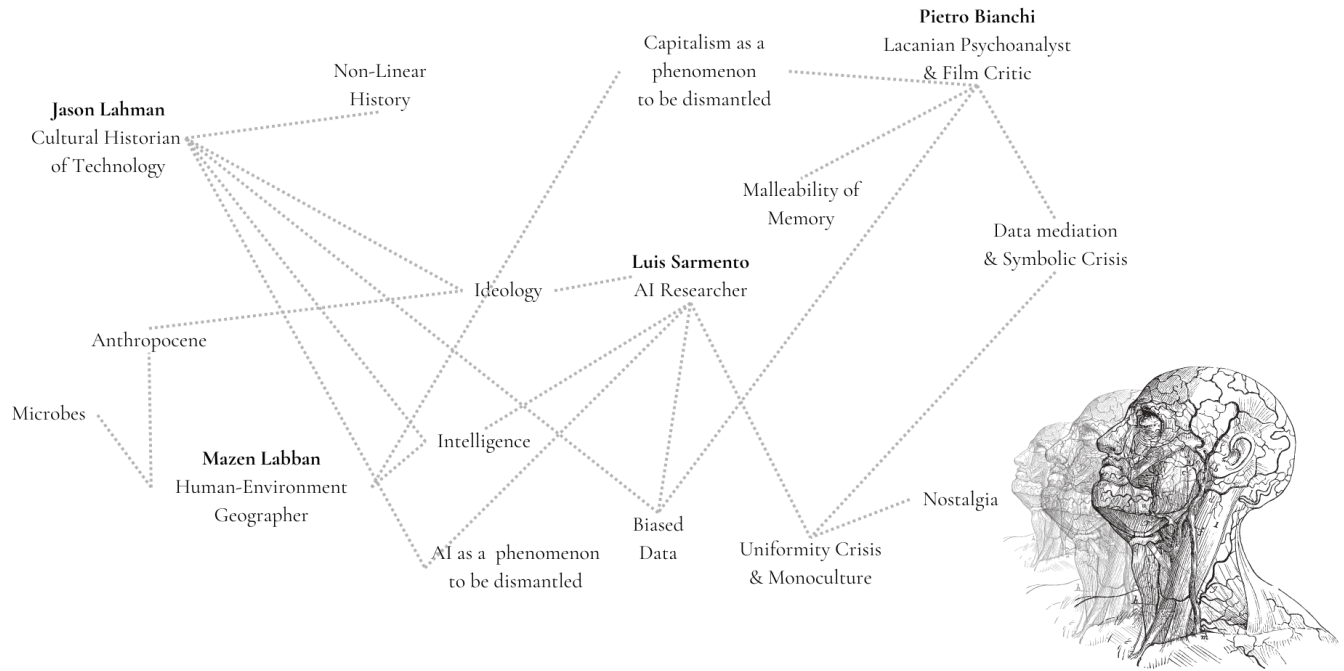 Pietro Bianchi
Lacanian Psychoanalyst
& Film Critic
Capitalism as a
phenomenon
to be dismantled
Non-Linear
History
Jason Lahman
Cultural Historian
of Technology
Malleability of
Memory
Data mediation
& Symbolic Crisis
Luis Sarmento
AI Researcher
Ideology
Anthropocene
Microbes
Intelligence
Mazen Labban
Human-Environment
Geographer
Nostalgia
Biased
Data
AI as a phenomenon
to be dismantled
Uniformity Crisis
& Monoculture